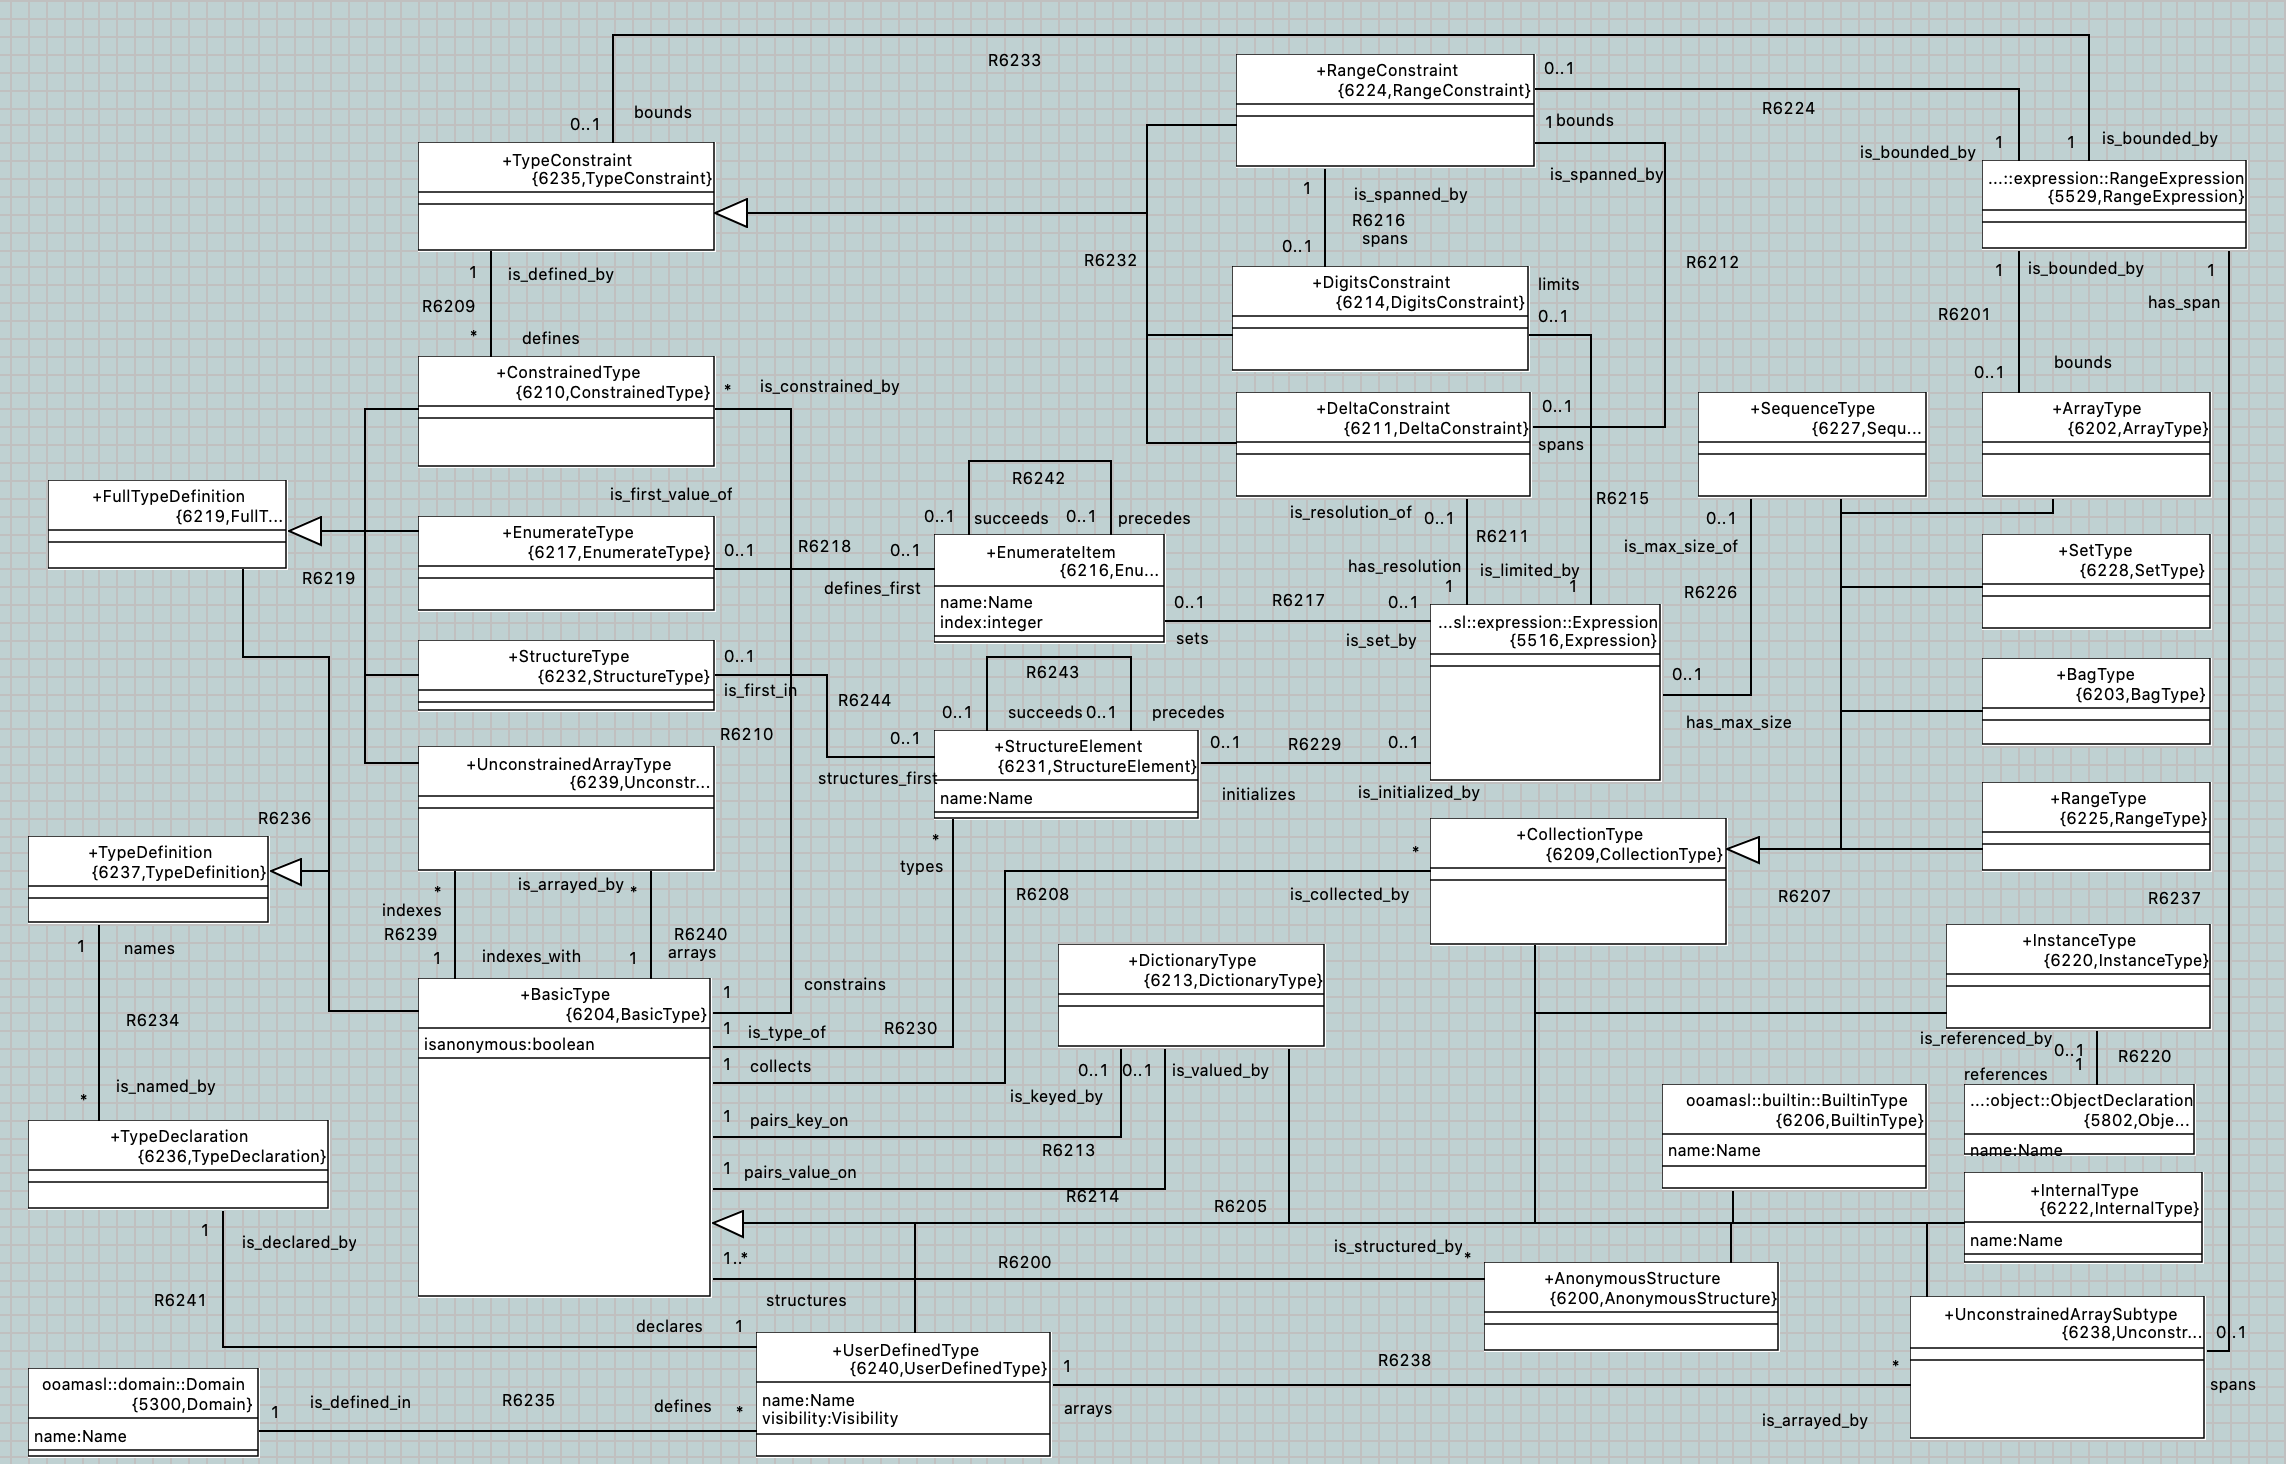 R6233
+RangeConstraint
{6224,RangeConstraint}
0..1
R6224
1 bounds
is_spanned_by
bounds
0..1
+TypeConstraint
{6235,TypeConstraint}
is_bounded_by
1
1
is_bounded_by
...::expression::RangeExpression
{5529,RangeExpression}
1
is_spanned_by
R6216
spans
0..1
R6232
R6212
1
is_defined_by
R6209
*
defines
+DigitsConstraint
{6214,DigitsConstraint}
limits
0..1
1
is_bounded_by
1
has_span
R6201
bounds
0..1
+ConstrainedType
{6210,ConstrainedType}
*
is_constrained_by
+DeltaConstraint
{6211,DeltaConstraint}
0..1
spans
+SequenceType
{6227,Sequ...
+ArrayType
{6202,ArrayType}
+FullTypeDefinition
{6219,FullT...
is_first_value_of
R6242
0..1
succeeds
0..1
precedes
is_resolution_of
0..1
R6211
R6215
0..1
is_max_size_of
+EnumerateType
{6217,EnumerateType}
0..1
R6218
0..1
defines_first
+EnumerateItem
{6216,Enu...
name:Name
index:integer
has_resolution
1
is_limited_by
1
R6226
+SetType
{6228,SetType}
R6219
0..1
R6217
0..1
sets
is_set_by
...sl::expression::Expression
{5516,Expression}
+StructureType
{6232,StructureType}
0..1
is_first_in
R6244
R6243
0..1
succeeds
0..1
precedes
0..1
has_max_size
+BagType
{6203,BagType}
R6210
0..1
structures_first
+StructureElement
{6231,StructureElement}
name:Name
0..1
R6229
0..1
initializes
is_initialized_by
+UnconstrainedArrayType
{6239,Unconstr...
+RangeType
{6225,RangeType}
R6236
+TypeDefinition
{6237,TypeDefinition}
*
types
*
is_collected_by
+CollectionType
{6209,CollectionType}
R6208
R6207
R6237
*
indexes
R6239
1
indexes_with
is_arrayed_by
*
R6240
arrays
1
1
names
+DictionaryType
{6213,DictionaryType}
+InstanceType
{6220,InstanceType}
+BasicType
{6204,BasicType}
isanonymous:boolean
1
constrains
1
is_type_of
R6230
1
collects
1
pairs_key_on
1
pairs_value_on
R6234
is_named_by
*
0..1
0..1
is_valued_by
is_keyed_by
R6213
R6214
R6205
is_referenced_by
0..1
1
R6220
references
ooamasl::builtin::BuiltinType
{6206,BuiltinType}
name:Name
...:object::ObjectDeclaration
{5802,Obje...
name:Name
+TypeDeclaration
{6236,TypeDeclaration}
+InternalType
{6222,InternalType}
name:Name
1
is_declared_by
R6241
1..*
R6200
is_structured_by
*
structures
+AnonymousStructure
{6200,AnonymousStructure}
declares
1
+UserDefinedType
{6240,UserDefinedType}
name:Name
visibility:Visibility
1
R6238
*
arrays
is_arrayed_by
+UnconstrainedArraySubtype
{6238,Unconstr...
0..1
spans
ooamasl::domain::Domain
{5300,Domain}
name:Name
1
is_defined_in
R6235
defines
*